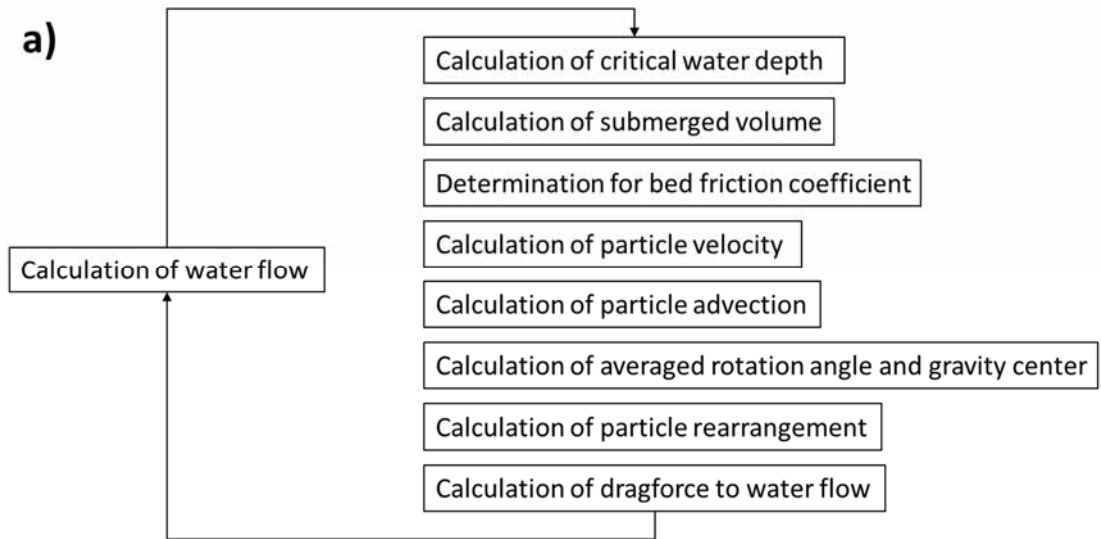 a)
Calculation of critical water depth
Calculation of submerged volume
Determination for bed friction coefficient
Calculation of particle velocity
Calculation of water flow
Calculation of particle advection
Calculation of averaged rotation angle and gravity center
Calculation of particle rearrangement
Calculation of dragforce to water flow